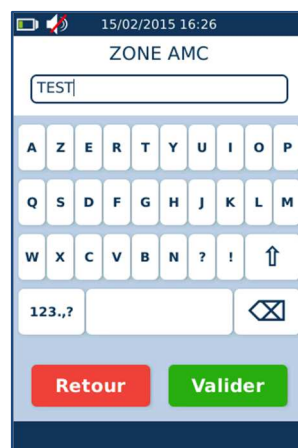 15/02/2015 16:26
ZONE AMC
TEST
A Z E R T Y U I O P
Q S D F G H J K L M
W X C V B N ? ! ⇧
123.,? ⌫
Retour Valider